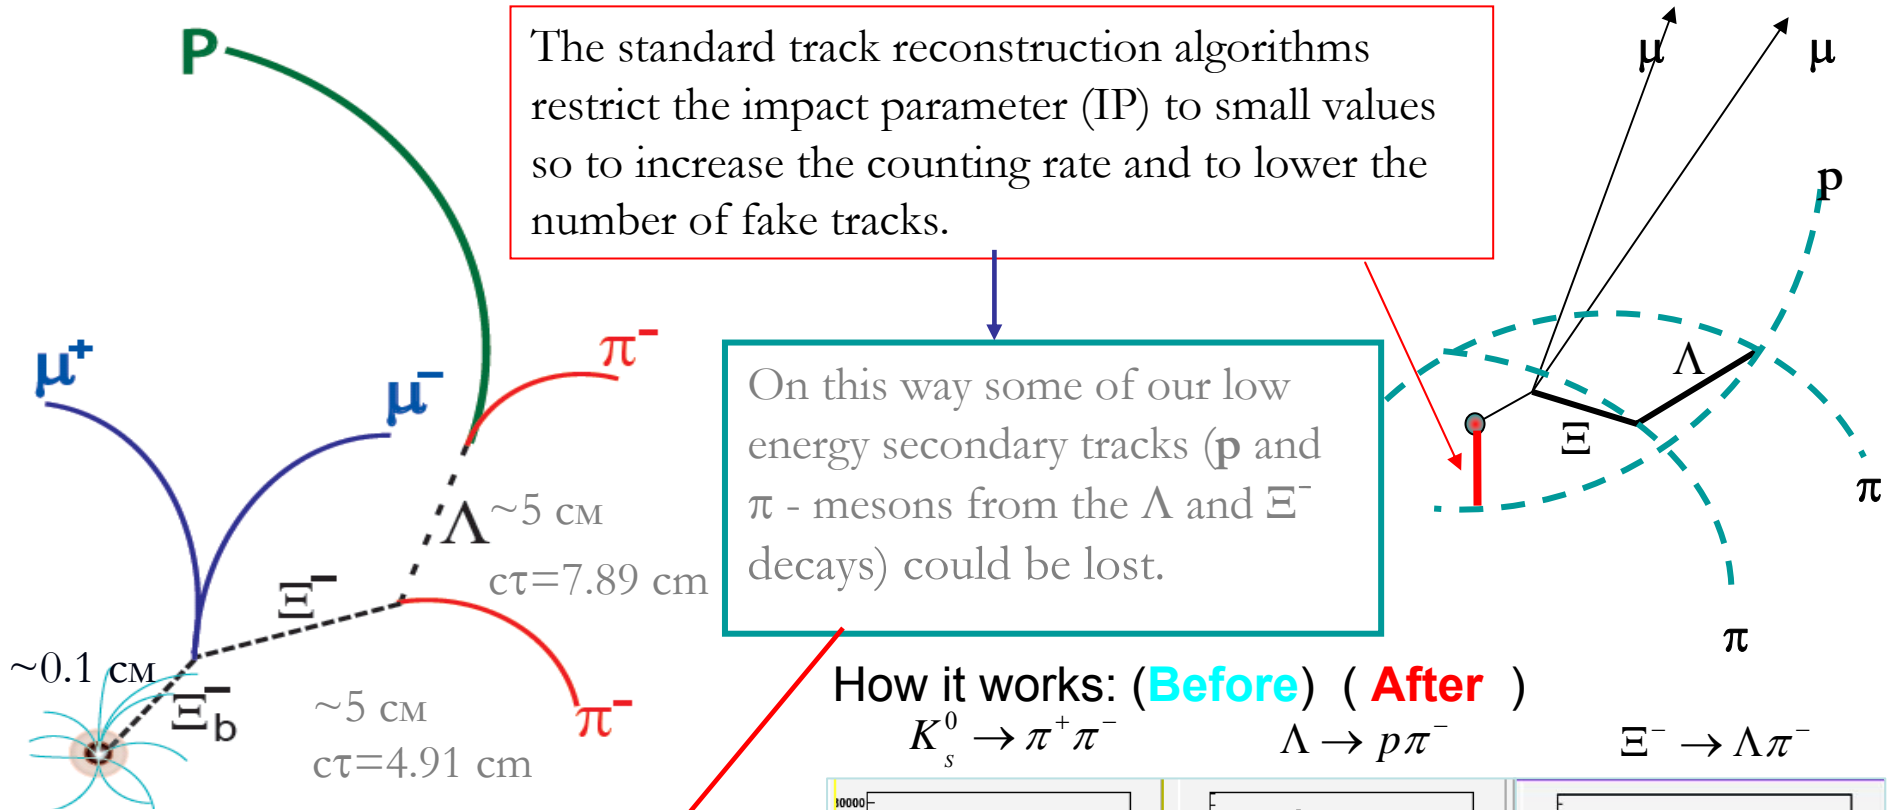 P
The standard track reconstruction algorithms
restrict the impact parameter (IP) to small values
so to increase the counting rate and to lower the
number of fake tracks.
μ
μ
p
μ⁺
μ⁻
π⁻
On this way some of our low
energy secondary tracks (p and
π - mesons from the Λ and Ξ⁻
decays) could be lost.
Λ
Ξ
π
π
Λ ~5 см
cτ=7.89 cm
Ξ⁻
~0.1 см
Ξ⁻b
~5 см
cτ=4.91 cm
π⁻
How it works: (Before) ( After )
K⁰s → π⁺π⁻
Λ → pπ⁻
Ξ⁻ → Λπ⁻